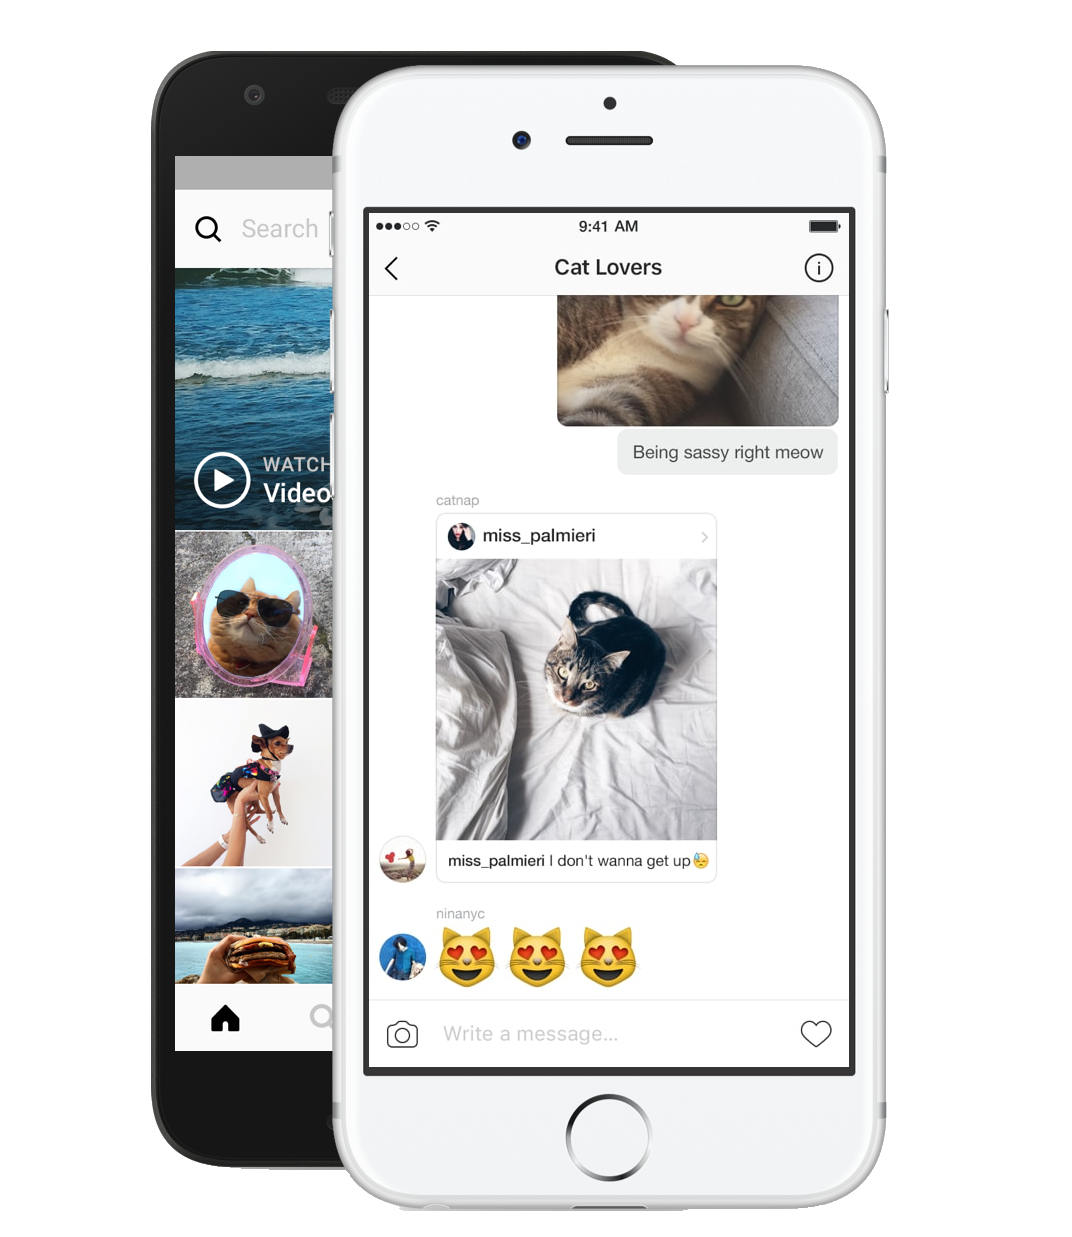 Search
WATCH
Video
9:41 AM
Cat Lovers
Being sassy right meow
catnap
miss_palmieri
miss_palmieri I don't wanna get up😓
ninanyc
😻 😻 😻
Write a message...